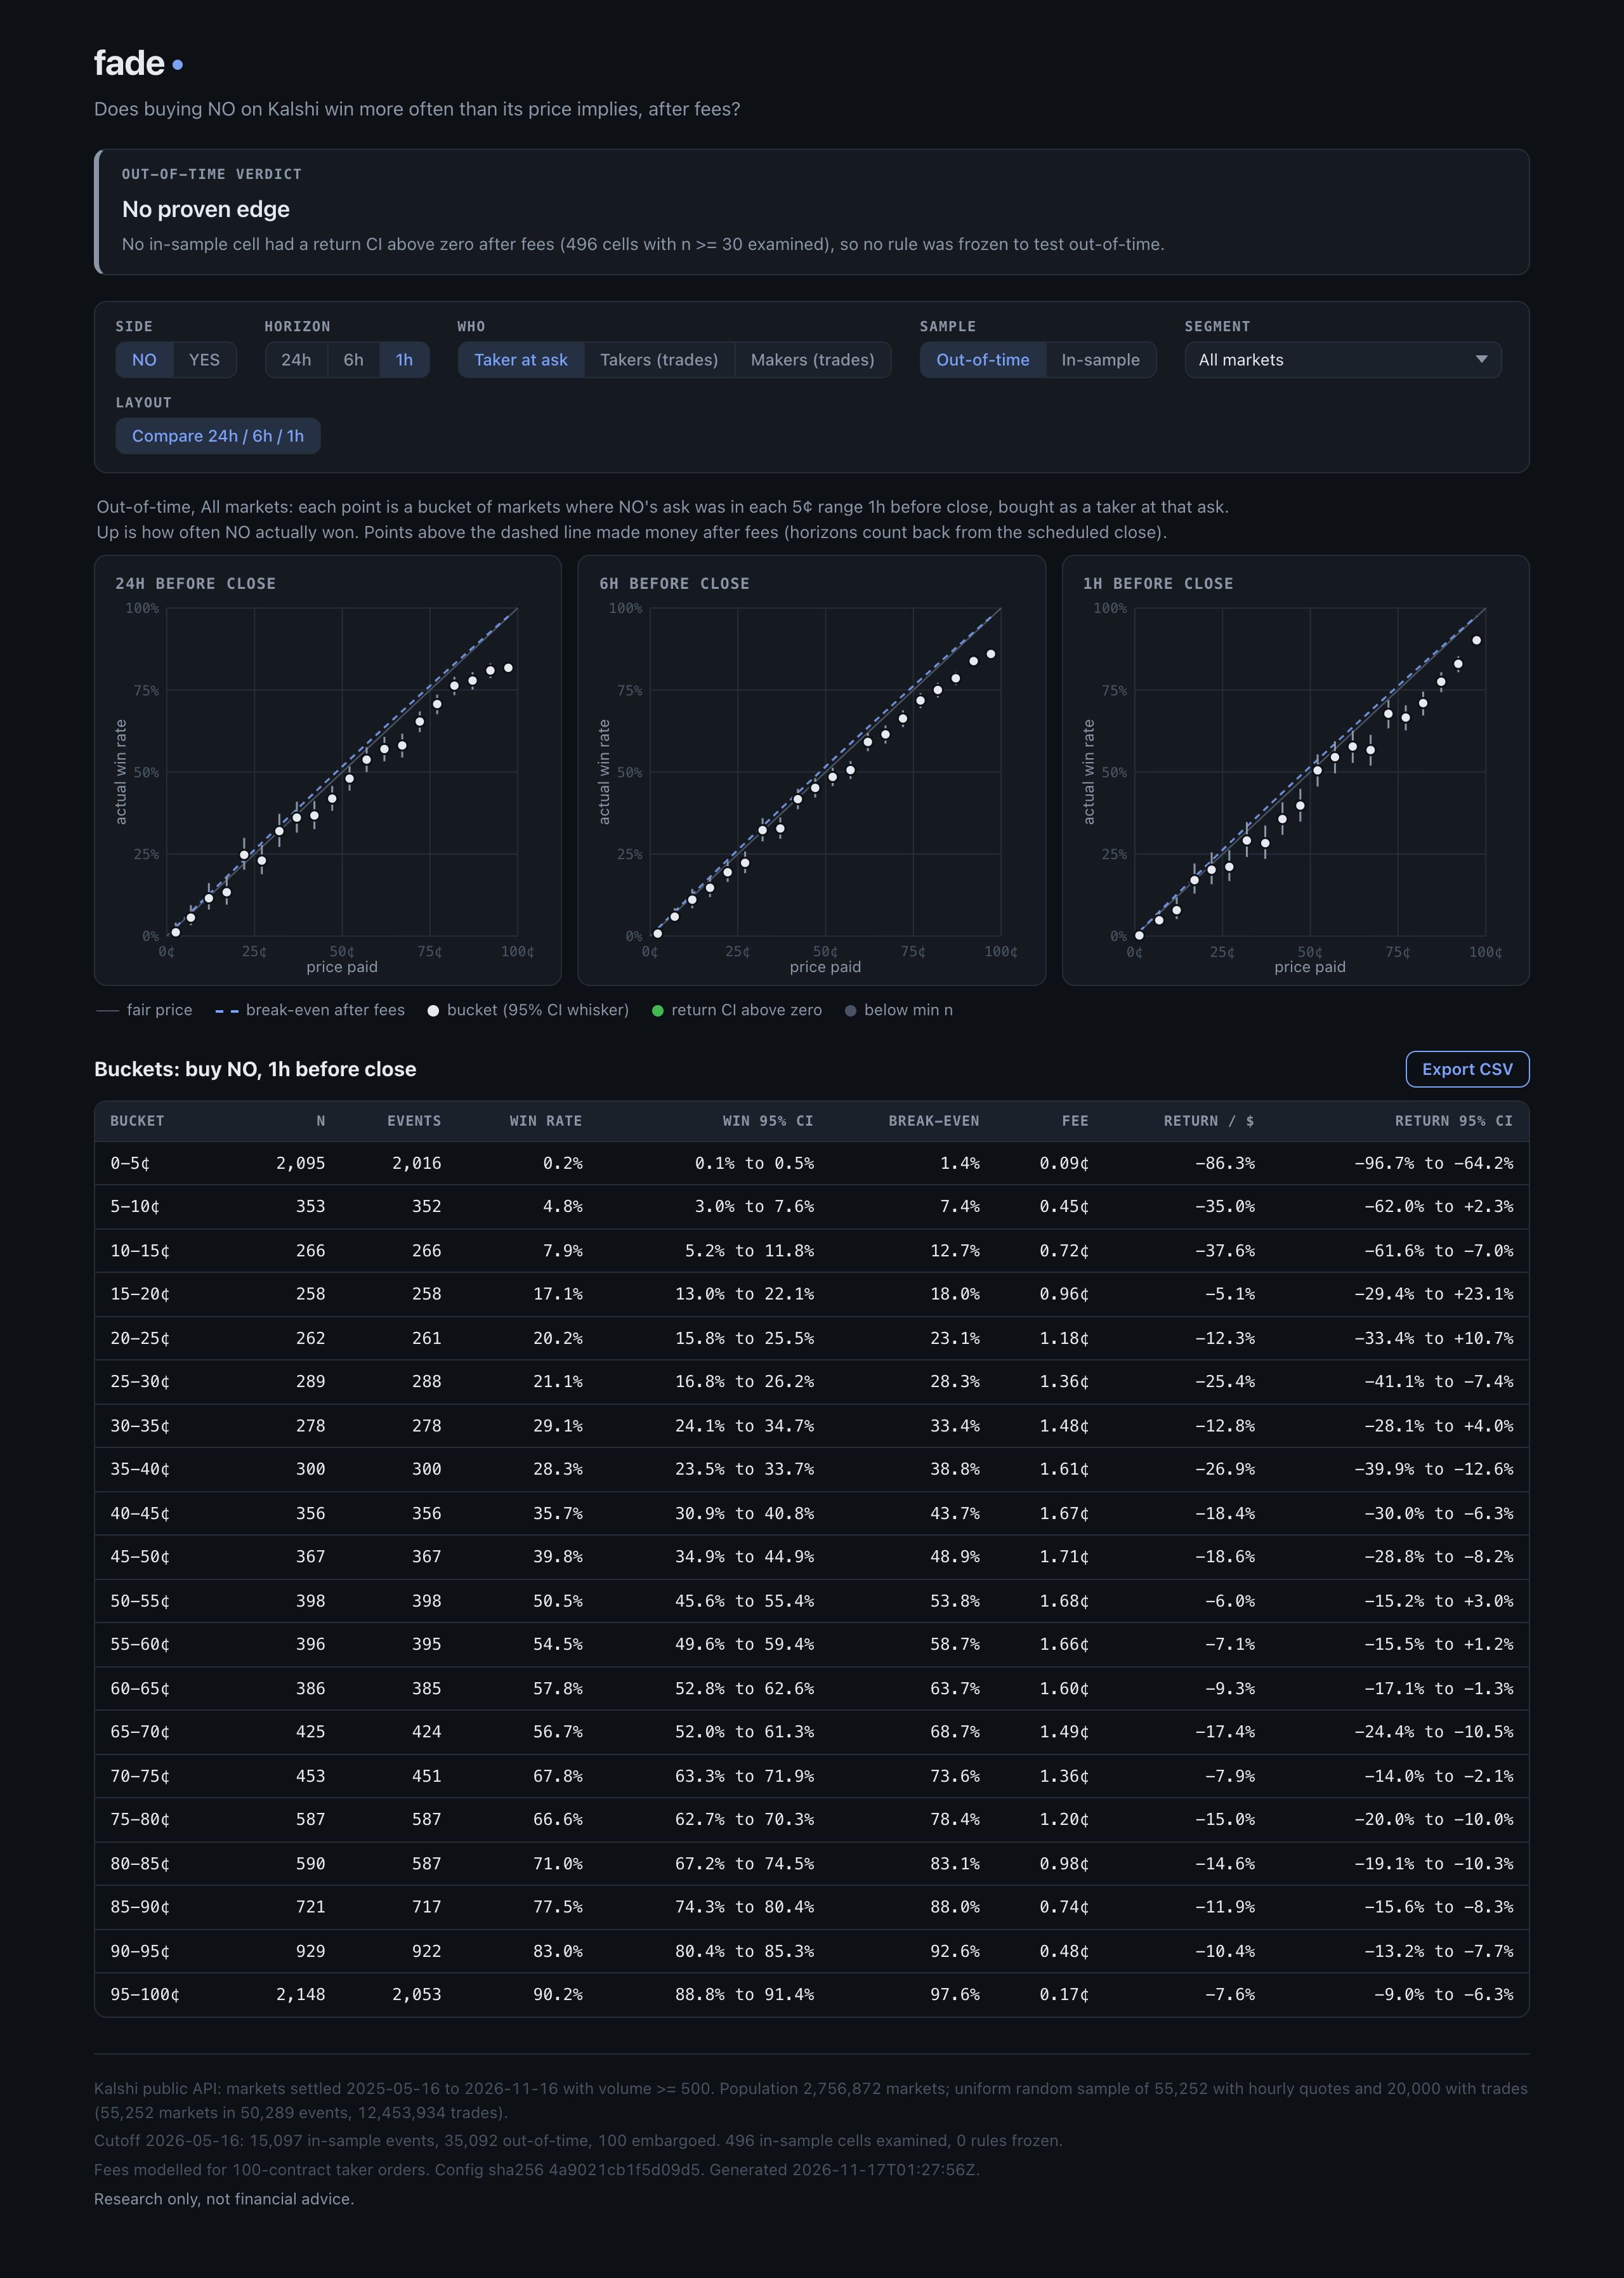 fade
Does buying NO on Kalshi win more often than its price implies, after fees?
OUT-OF-TIME VERDICT
No proven edge
No in-sample cell had a return CI above zero after fees (496 cells with n >= 30 examined), so no rule was frozen to test out-of-time.
SIDE HORIZON WHO SAMPLE SEGMENT
NO YES 24h 6h 1h Taker at ask Takers (trades) Makers (trades) Out-of-time In-sample All markets
LAYOUT
Compare 24h / 6h / 1h
Out-of-time, All markets: each point is a bucket of markets where NO's ask was in each 5¢ range 1h before close, bought as a taker at that ask.
Up is how often NO actually won. Points above the dashed line made money after fees (horizons count back from the scheduled close).
24H BEFORE CLOSE
100%
75%
50%
25%
0%
actual win rate
0¢ 25¢ 50¢ 75¢ 100¢
price paid
6H BEFORE CLOSE
100%
75%
50%
25%
0%
actual win rate
0¢ 25¢ 50¢ 75¢ 100¢
price paid
1H BEFORE CLOSE
100%
75%
50%
25%
0%
actual win rate
0¢ 25¢ 50¢ 75¢ 100¢
price paid
fair price break-even after fees bucket (95% CI whisker) return CI above zero below min n
Buckets: buy NO, 1h before close Export CSV
BUCKET N EVENTS WIN RATE WIN 95% CI BREAK-EVEN FEE RETURN / $ RETURN 95% CI
0–5¢ 2,095 2,016 0.2% 0.1% to 0.5% 1.4% 0.09¢ −86.3% −96.7% to −64.2%
5–10¢ 353 352 4.8% 3.0% to 7.6% 7.4% 0.45¢ −35.0% −62.0% to +2.3%
10–15¢ 266 266 7.9% 5.2% to 11.8% 12.7% 0.72¢ −37.6% −61.6% to −7.0%
15–20¢ 258 258 17.1% 13.0% to 22.1% 18.0% 0.96¢ −5.1% −29.4% to +23.1%
20–25¢ 262 261 20.2% 15.8% to 25.5% 23.1% 1.18¢ −12.3% −33.4% to +10.7%
25–30¢ 289 288 21.1% 16.8% to 26.2% 28.3% 1.36¢ −25.4% −41.1% to −7.4%
30–35¢ 278 278 29.1% 24.1% to 34.7% 33.4% 1.48¢ −12.8% −28.1% to +4.0%
35–40¢ 300 300 28.3% 23.5% to 33.7% 38.8% 1.61¢ −26.9% −39.9% to −12.6%
40–45¢ 356 356 35.7% 30.9% to 40.8% 43.7% 1.67¢ −18.4% −30.0% to −6.3%
45–50¢ 367 367 39.8% 34.9% to 44.9% 48.9% 1.71¢ −18.6% −28.8% to −8.2%
50–55¢ 398 398 50.5% 45.6% to 55.4% 53.8% 1.68¢ −6.0% −15.2% to +3.0%
55–60¢ 396 395 54.5% 49.6% to 59.4% 58.7% 1.66¢ −7.1% −15.5% to +1.2%
60–65¢ 386 385 57.8% 52.8% to 62.6% 63.7% 1.60¢ −9.3% −17.1% to −1.3%
65–70¢ 425 424 56.7% 52.0% to 61.3% 68.7% 1.49¢ −17.4% −24.4% to −10.5%
70–75¢ 453 451 67.8% 63.3% to 71.9% 73.6% 1.36¢ −7.9% −14.0% to −2.1%
75–80¢ 587 587 66.6% 62.7% to 70.3% 78.4% 1.20¢ −15.0% −20.0% to −10.0%
80–85¢ 590 587 71.0% 67.2% to 74.5% 83.1% 0.98¢ −14.6% −19.1% to −10.3%
85–90¢ 721 717 77.5% 74.3% to 80.4% 88.0% 0.74¢ −11.9% −15.6% to −8.3%
90–95¢ 929 922 83.0% 80.4% to 85.3% 92.6% 0.48¢ −10.4% −13.2% to −7.7%
95–100¢ 2,148 2,053 90.2% 88.8% to 91.4% 97.6% 0.17¢ −7.6% −9.0% to −6.3%
Kalshi public API: markets settled 2025-05-16 to 2026-11-16 with volume >= 500. Population 2,756,872 markets; uniform random sample of 55,252 with hourly quotes and 20,000 with trades
(55,252 markets in 50,289 events, 12,453,934 trades).
Cutoff 2026-05-16: 15,097 in-sample events, 35,092 out-of-time, 100 embargoed. 496 in-sample cells examined, 0 rules frozen.
Fees modelled for 100-contract taker orders. Config sha256 4a9021cb1f5d09d5. Generated 2026-11-17T01:27:56Z.
Research only, not financial advice.